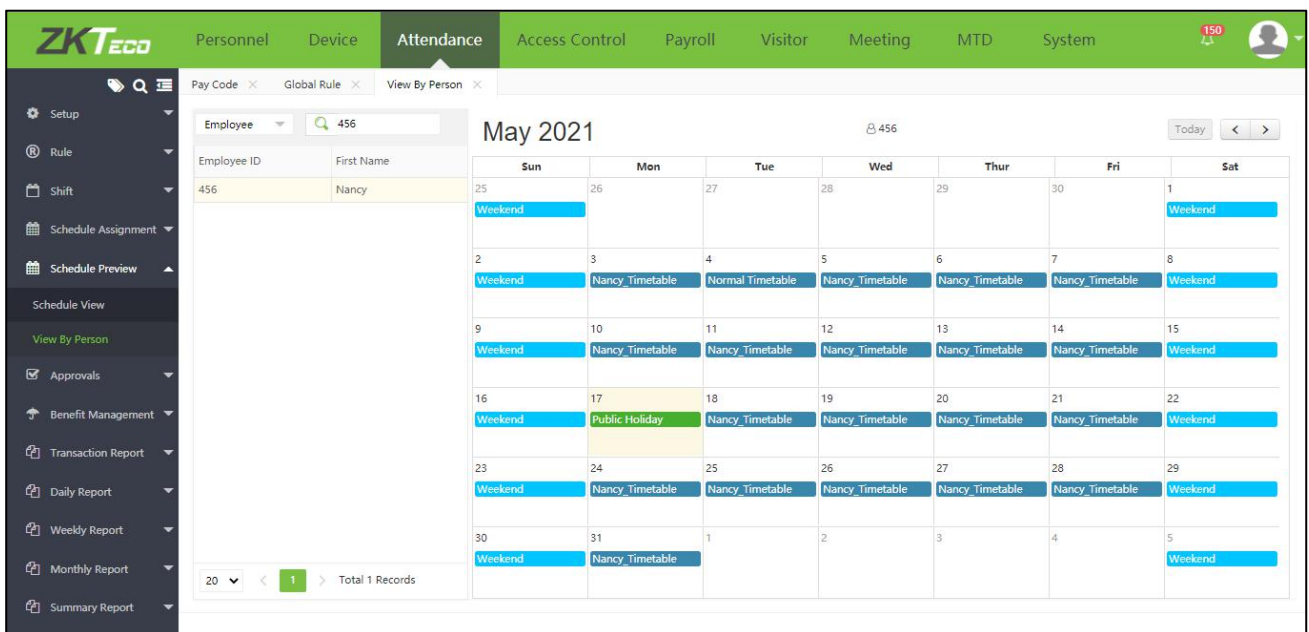 ZKTECO Personnel Device Attendance Access Control Payroll Visitor Meeting MTD System 150
Pay Code Global Rule View By Person
Setup
Rule
Shift
Schedule Assignment
Schedule Preview
Schedule View
View By Person
Approvals
Benefit Management
Transaction Report
Daily Report
Weekly Report
Monthly Report
Summary Report
Employee 456
Employee ID First Name
456 Nancy
20 1 Total 1 Records
May 2021 456 Today
Sun Mon Tue Wed Thur Fri Sat
25 26 27 28 29 30 1
Weekend Weekend
2 3 4 5 6 7 8
Weekend Nancy_Timetable Normal Timetable Nancy_Timetable Nancy_Timetable Nancy_Timetable Weekend
9 10 11 12 13 14 15
Weekend Nancy_Timetable Nancy_Timetable Nancy_Timetable Nancy_Timetable Nancy_Timetable Weekend
16 17 18 19 20 21 22
Weekend Public Holiday Nancy_Timetable Nancy_Timetable Nancy_Timetable Nancy_Timetable Weekend
23 24 25 26 27 28 29
Weekend Nancy_Timetable Nancy_Timetable Nancy_Timetable Nancy_Timetable Nancy_Timetable Weekend
30 31 1 2 3 4 5
Weekend Nancy_Timetable Weekend